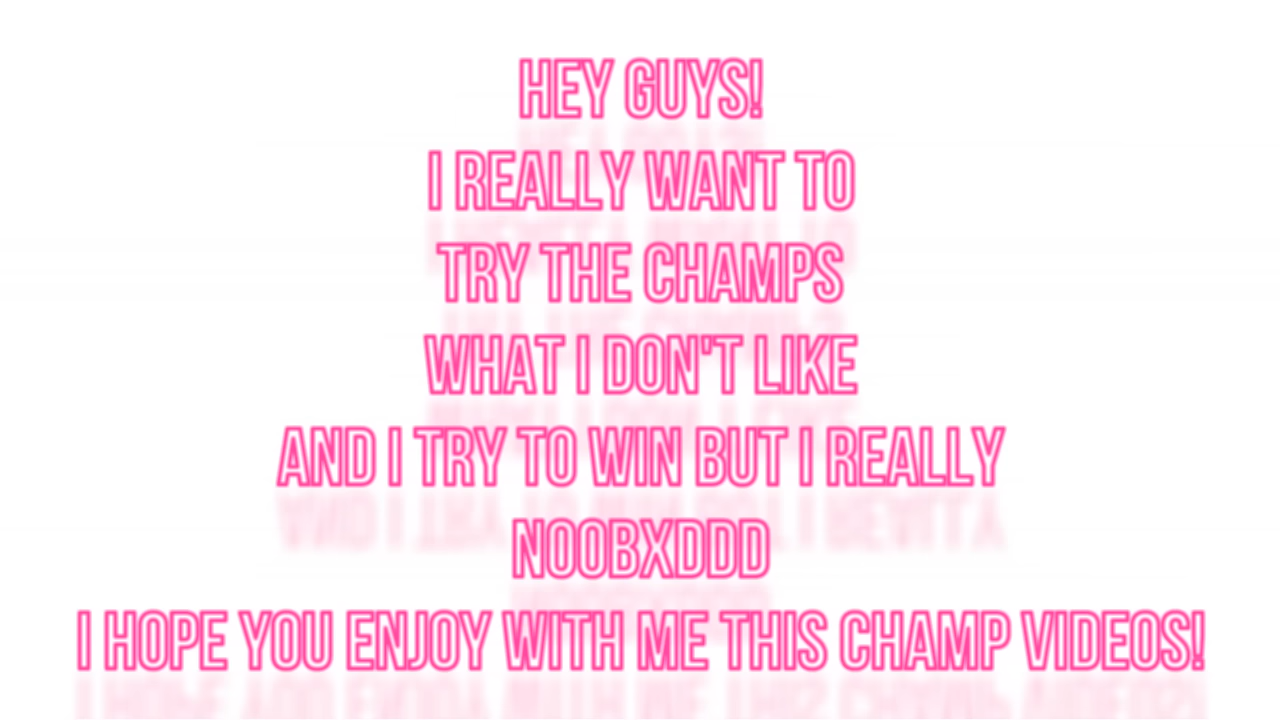 HEY GUYS!
I REALLY WANT TO
TRY THE CHAMPS
WHAT I DON'T LIKE
AND I TRY TO WIN BUT I REALLY
NOOBXDDD
I HOPE YOU ENJOY WITH ME THIS CHAMP VIDEOS!